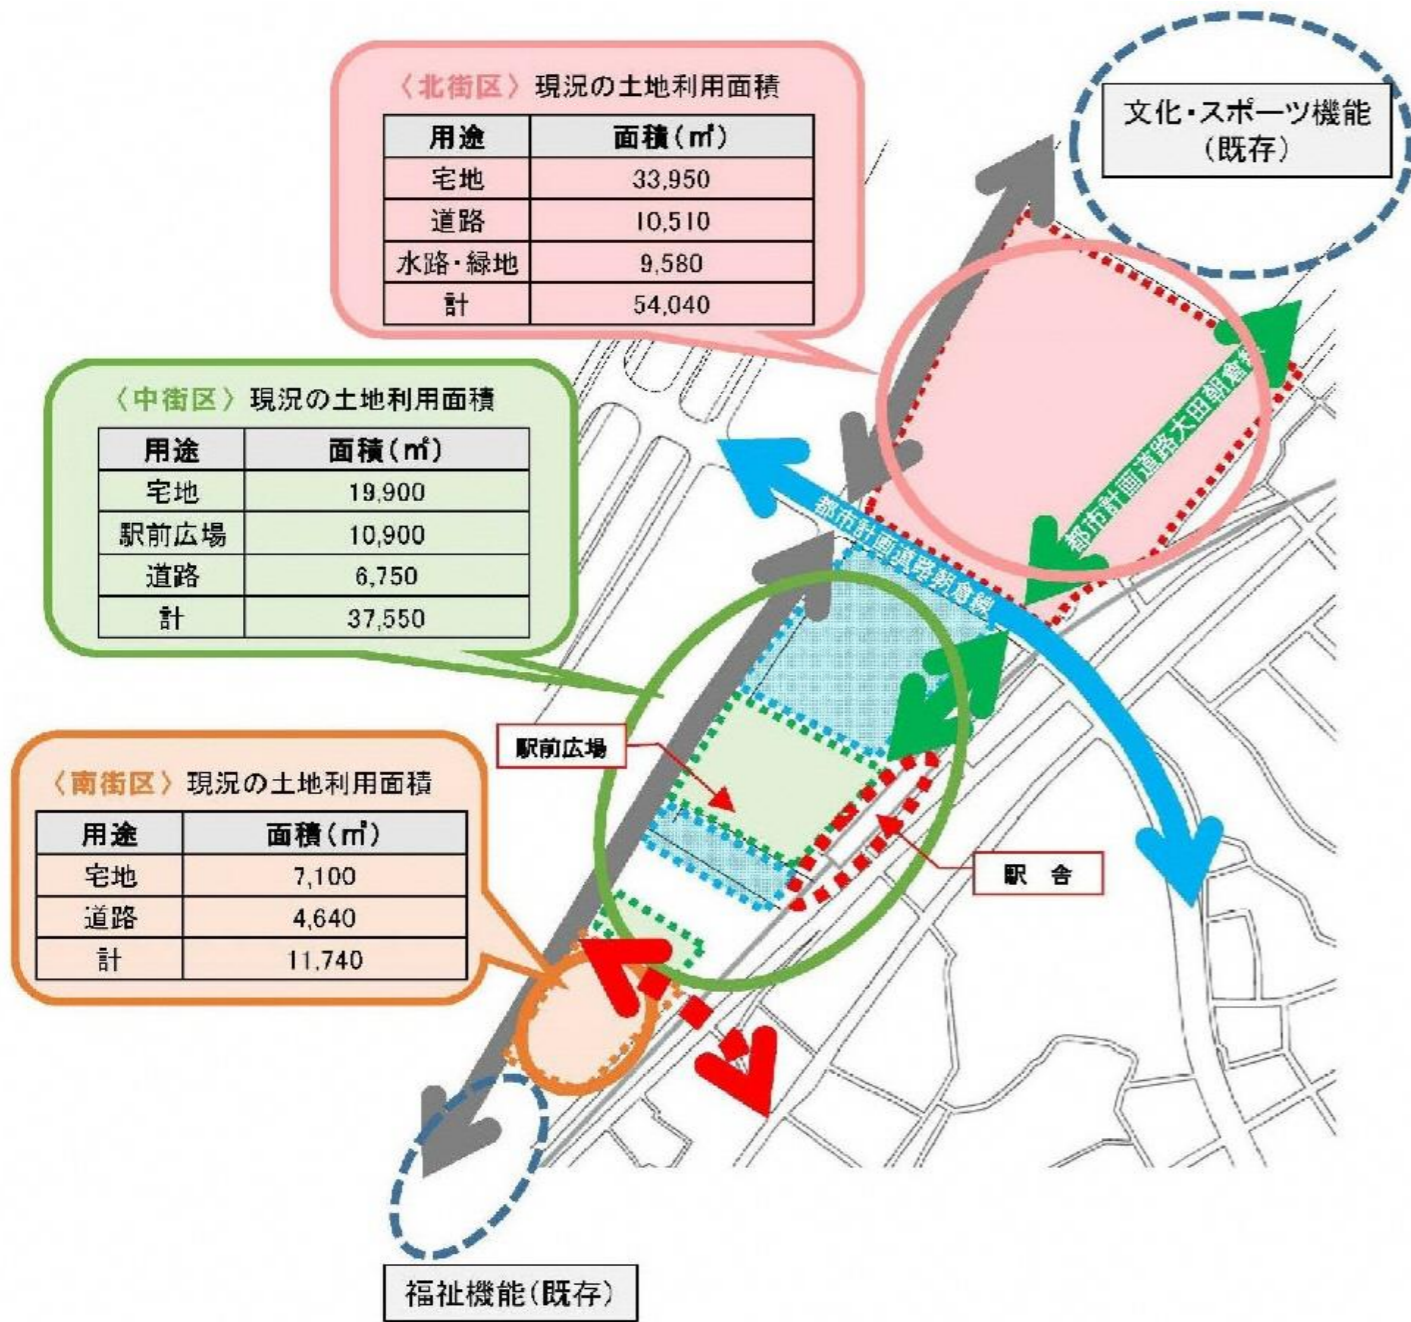 〈北街区〉現況の土地利用面積
用途 面積(㎡)
宅地 33,950
道路 10,510
水路・緑地 9,580
計 54,040
文化・スポーツ機能
(既存)
〈中街区〉現況の土地利用面積
用途 面積(㎡)
宅地 19,900
駅前広場 10,900
道路 6,750
計 37,550
都市計画道路大田朝倉線
都市計画道路朝倉線
駅前広場
駅 舎
〈南街区〉現況の土地利用面積
用途 面積(㎡)
宅地 7,100
道路 4,640
計 11,740
福祉機能(既存)